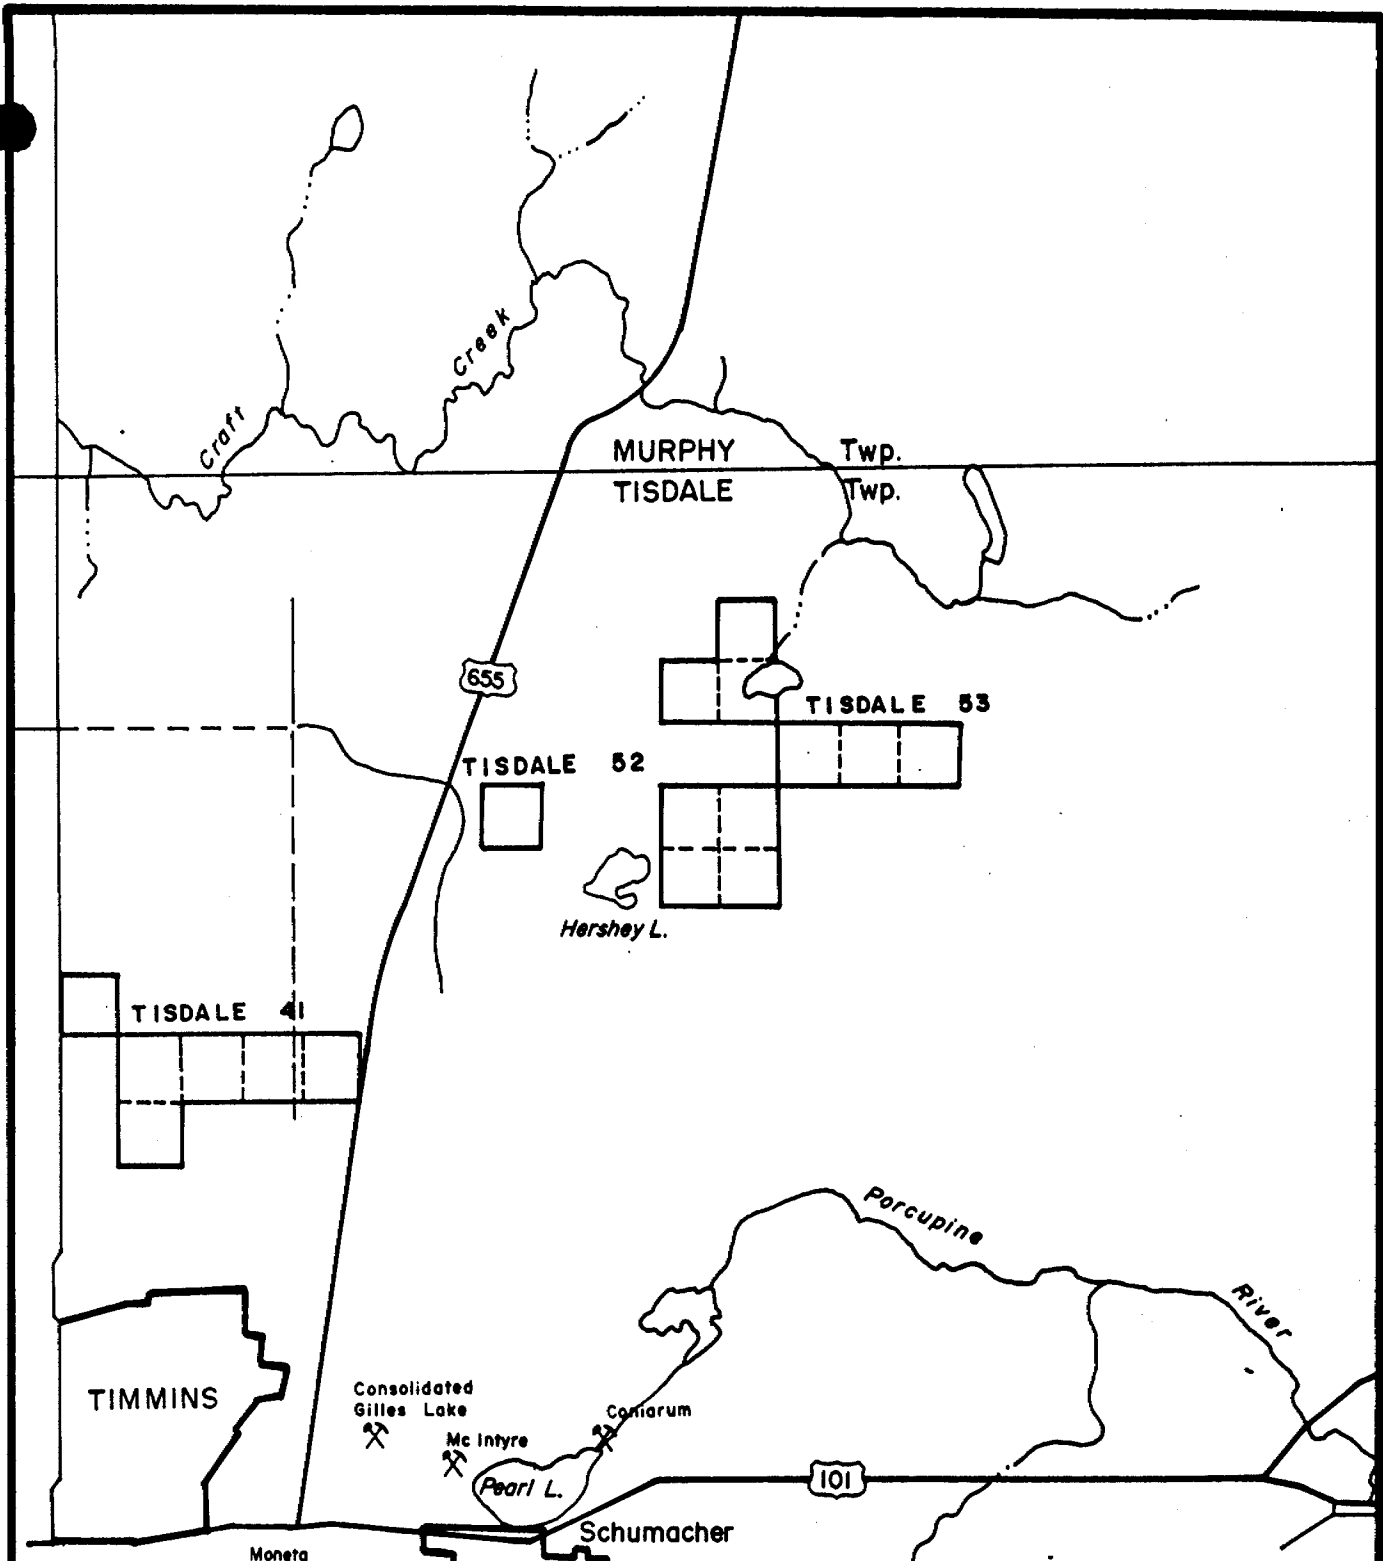 Creek
Craft
MURPHY Twp.
TISDALE Twp.
655
TISDALE 53
TISDALE 52
Hershey L.
TISDALE 41
Porcupine
River
TIMMINS
Consolidated
Gilles Lake
Coniarum
Mc Intyre
Pearl L.
101
Schumacher
Moneta